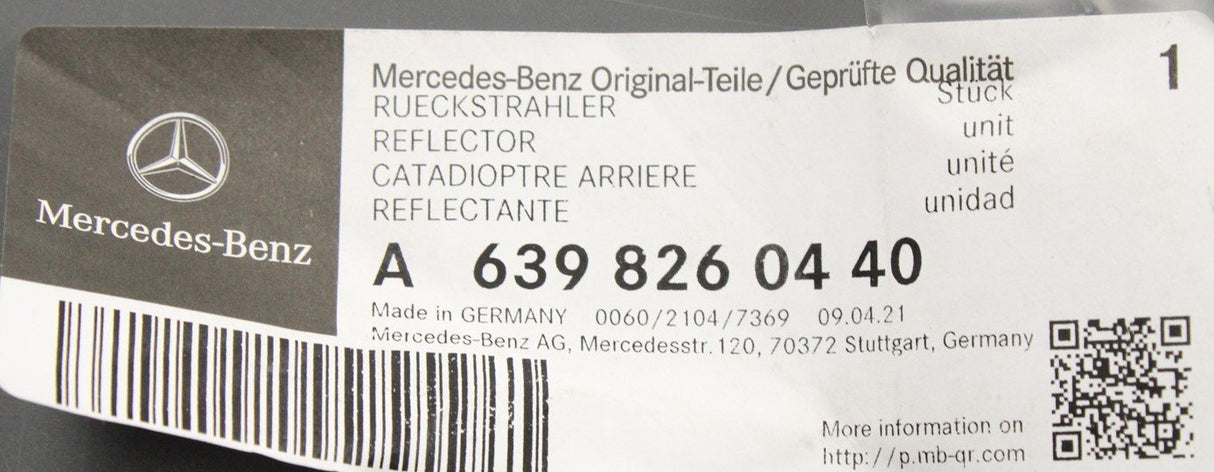 Mercedes-Benz
Mercedes-Benz Original-Teile/Geprüfte Qualität
1
RUECKSTRAHLER
Stück
REFLECTOR
unit
CATADIOPTRE ARRIERE
unité
REFLECTANTE
unidad
A 639 826 04 40
Made in GERMANY 0060/2104/7369 09.04.21
Mercedes-Benz AG, Mercedesstr. 120, 70372 Stuttgart, Germany
More information on
http://p.mb-qr.com